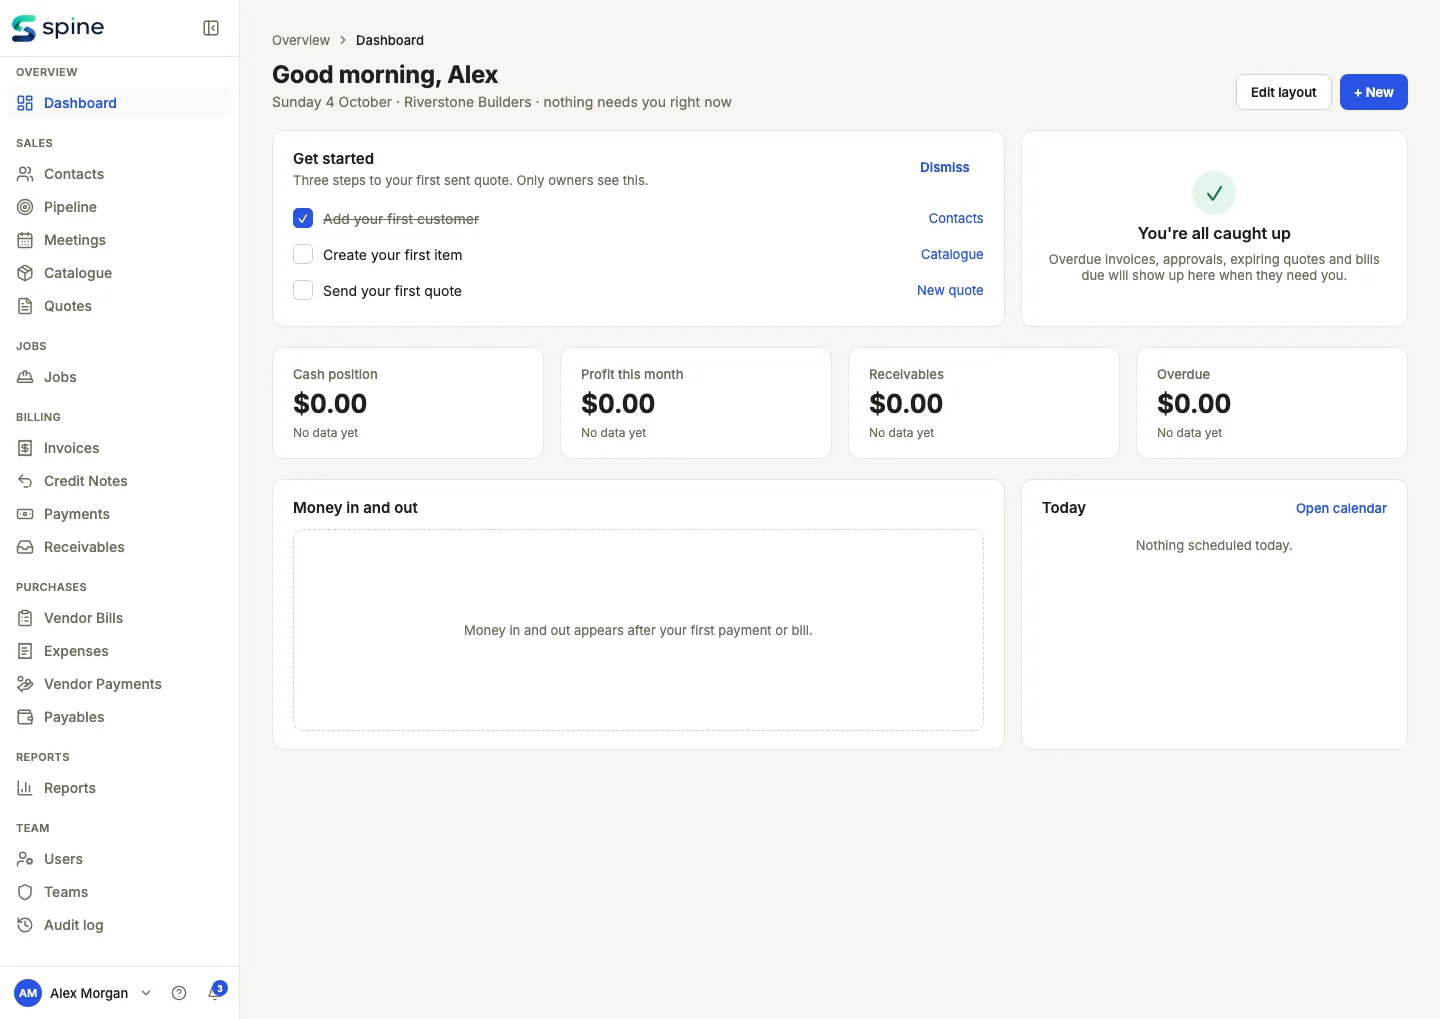 spine
OVERVIEW
Dashboard
SALES
Contacts
Pipeline
Meetings
Catalogue
Quotes
JOBS
Jobs
BILLING
Invoices
Credit Notes
Payments
Receivables
PURCHASES
Vendor Bills
Expenses
Vendor Payments
Payables
REPORTS
Reports
TEAM
Users
Teams
Audit log
AM Alex Morgan 3
Overview > Dashboard
Good morning, Alex
Sunday 4 October · Riverstone Builders · nothing needs you right now
Edit layout
+ New
Get started
Three steps to your first sent quote. Only owners see this.
Dismiss
Add your first customer Contacts
Create your first item Catalogue
Send your first quote New quote
You're all caught up
Overdue invoices, approvals, expiring quotes and bills
due will show up here when they need you.
Cash position
$0.00
No data yet
Profit this month
$0.00
No data yet
Receivables
$0.00
No data yet
Overdue
$0.00
No data yet
Money in and out
Money in and out appears after your first payment or bill.
Today Open calendar
Nothing scheduled today.